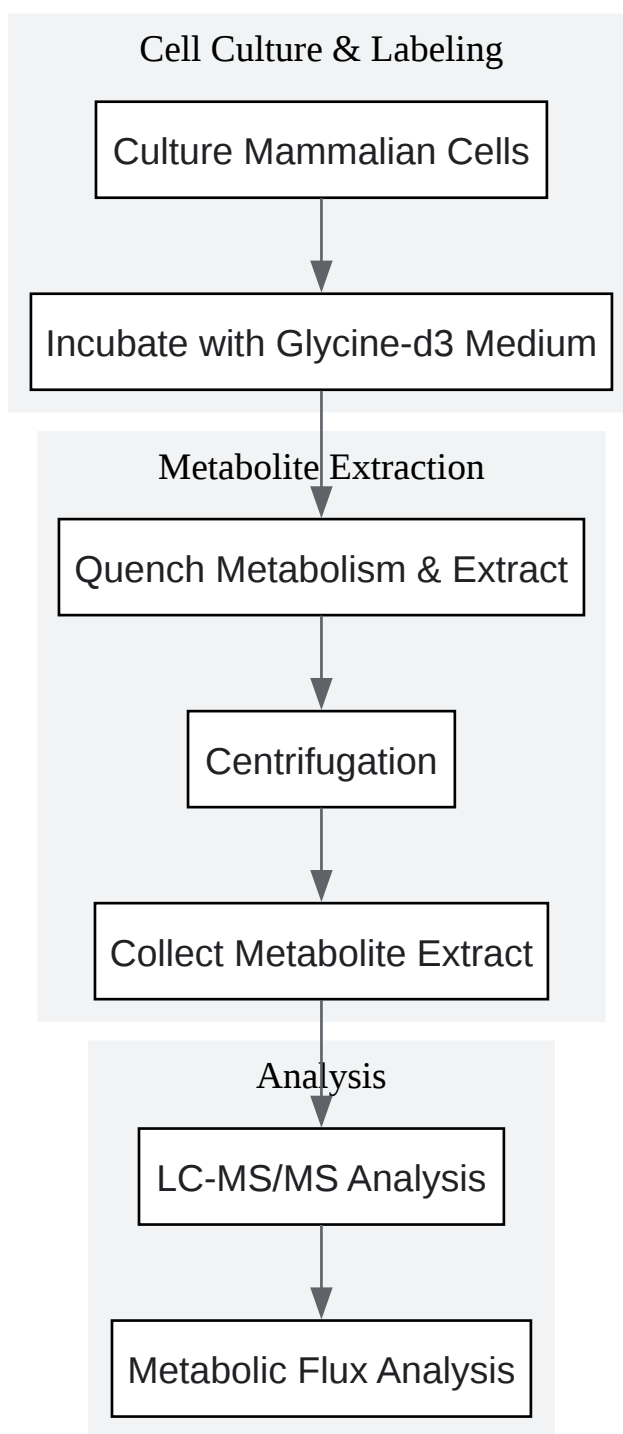 Cell Culture & Labeling
Culture Mammalian Cells
Incubate with Glycine-d3 Medium
Metabolite Extraction
Quench Metabolism & Extract
Centrifugation
Collect Metabolite Extract
Analysis
LC-MS/MS Analysis
Metabolic Flux Analysis